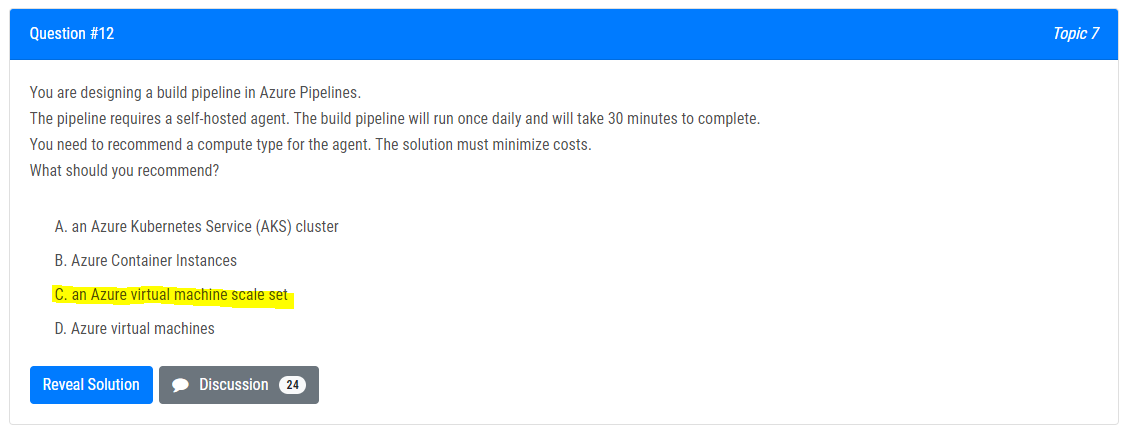 Question #12
Topic 7
You are designing a build pipeline in Azure Pipelines.
The pipeline requires a self-hosted agent. The build pipeline will run once daily and will take 30 minutes to complete.
You need to recommend a compute type for the agent. The solution must minimize costs.
What should you recommend?
A. an Azure Kubernetes Service (AKS) cluster
B. Azure Container Instances
C. an Azure virtual machine scale set
D. Azure virtual machines
Reveal Solution
Discussion 24